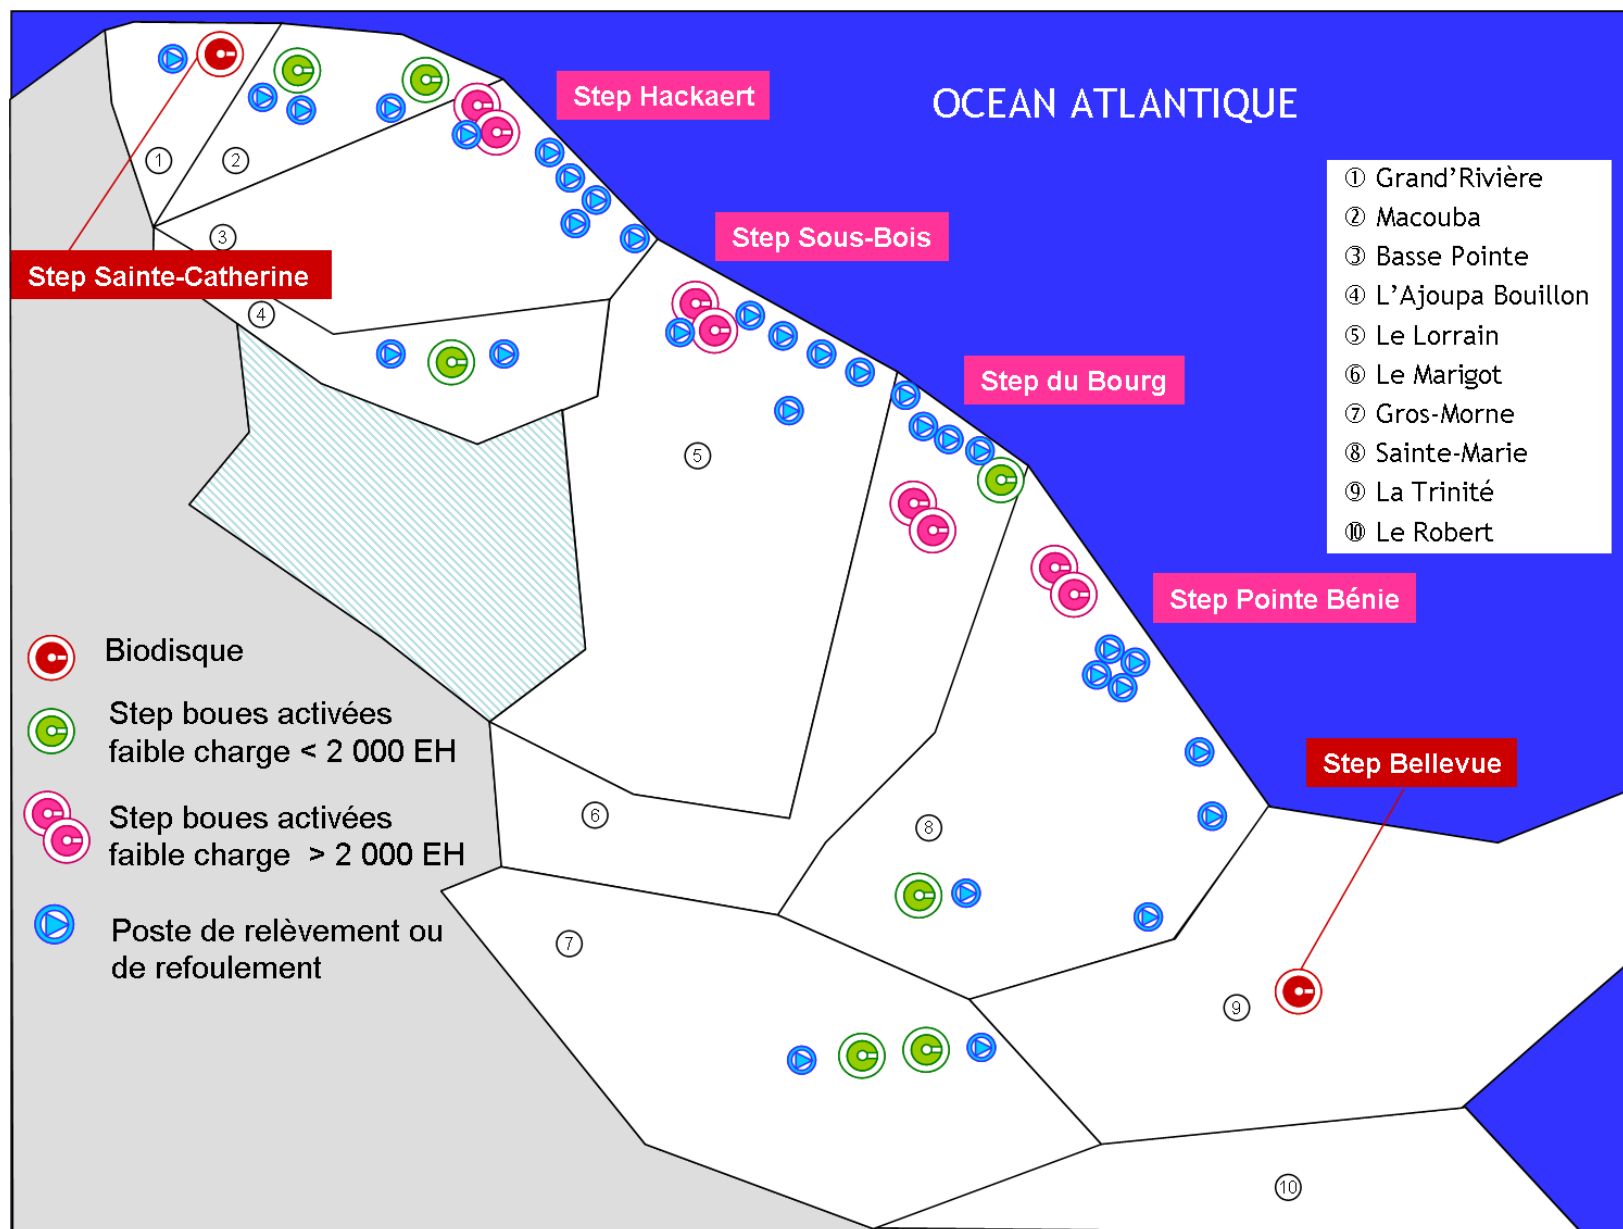 Step Hackaert
OCEAN ATLANTIQUE
① Grand'Rivière
② Macouba
③ Basse Pointe
④ L'Ajoupa Bouillon
⑤ Le Lorrain
⑥ Le Marigot
⑦ Gros-Morne
⑧ Sainte-Marie
⑨ La Trinité
⑩ Le Robert
1
2
3
Step Sous-Bois
Step Sainte-Catherine
4
Step du Bourg
5
Step Pointe Bénie
Biodisque
Step boues activées
faible charge < 2 000 EH
Step boues activées
faible charge > 2 000 EH
Poste de relèvement ou
de refoulement
Step Bellevue
6
8
7
9
10